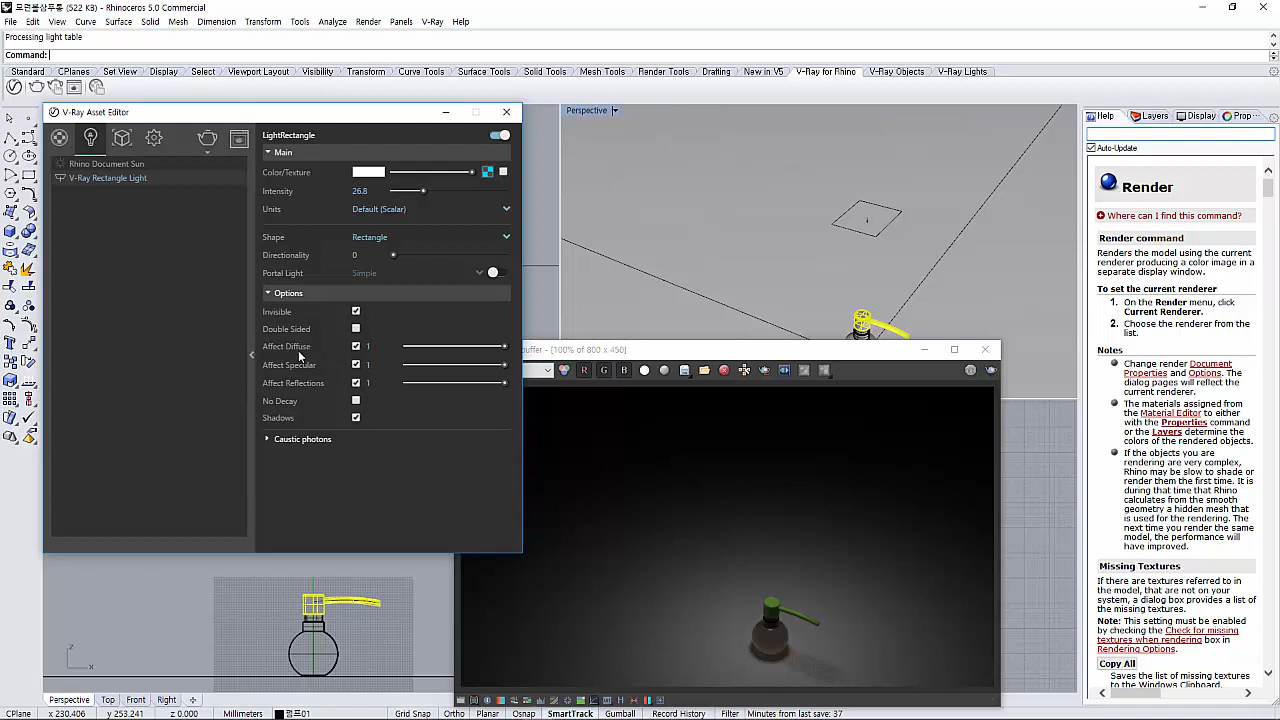 모던물샴푸통 (522 KB) - Rhinoceros 5.0 Commercial
File Edit View Curve Surface Solid Mesh Dimension Transform Tools Analyze Render Panels V-Ray Help
Processing light table
Command:
Standard CPlanes Set View Display Select Viewport Layout Visibility Transform Curve Tools Surface Tools Solid Tools Mesh Tools Render Tools Drafting New in V5 V-Ray for Rhino V-Ray Objects V-Ray Lights
V-Ray Asset Editor
LightRectangle
Main
Rhino Document Sun
V-Ray Rectangle Light
Color/Texture
Intensity 26.8
Units Default (Scalar)
Shape Rectangle
Directionality 0
Portal Light Simple
Options
Invisible
Double Sided
Affect Diffuse 1
Affect Specular 1
Affect Reflections 1
No Decay
Shadows
Caustic photons
Perspective
uffer - [100% of 800 x 450]
R G B
z
x
Help Layers Display Prop...
Auto-Update
Render
Where can I find this command?
Render command
Renders the model using the current
renderer producing a color image in a
separate display window.
To set the current renderer
1. On the Render menu, click
Current Renderer.
2. Choose the renderer from the
list.
Notes
Change render Document
Properties and Options. The
dialog pages will reflect the
current renderer.
The materials assigned from
the Material Editor to either
with the Properties command
or the Layers determine the
colors of the rendered objects.
If the objects you are
rendering are very complex,
Rhino may be slow to shade or
render them the first time. It is
during that time that Rhino
calculates from the smooth
geometry a hidden mesh that
is used for the rendering. The
next time you render the same
model, the performance will
have improved.
Missing Textures
If there are textures referred to in
the model, that are not on your
system, a dialog box provides a list of
the missing textures.
Note: This setting must be enabled
by checking the Check for missing
textures when rendering box in
Rendering Options.
Copy All
Saves the list of missing textures
to the Windows Clipboard.
Perspective Top Front Right
CPlane x 230.406 y 253.241 z 0.000 Millimeters 펌프01 Grid Snap Ortho Planar Osnap SmartTrack Gumball Record History Filter Minutes from last save: 37